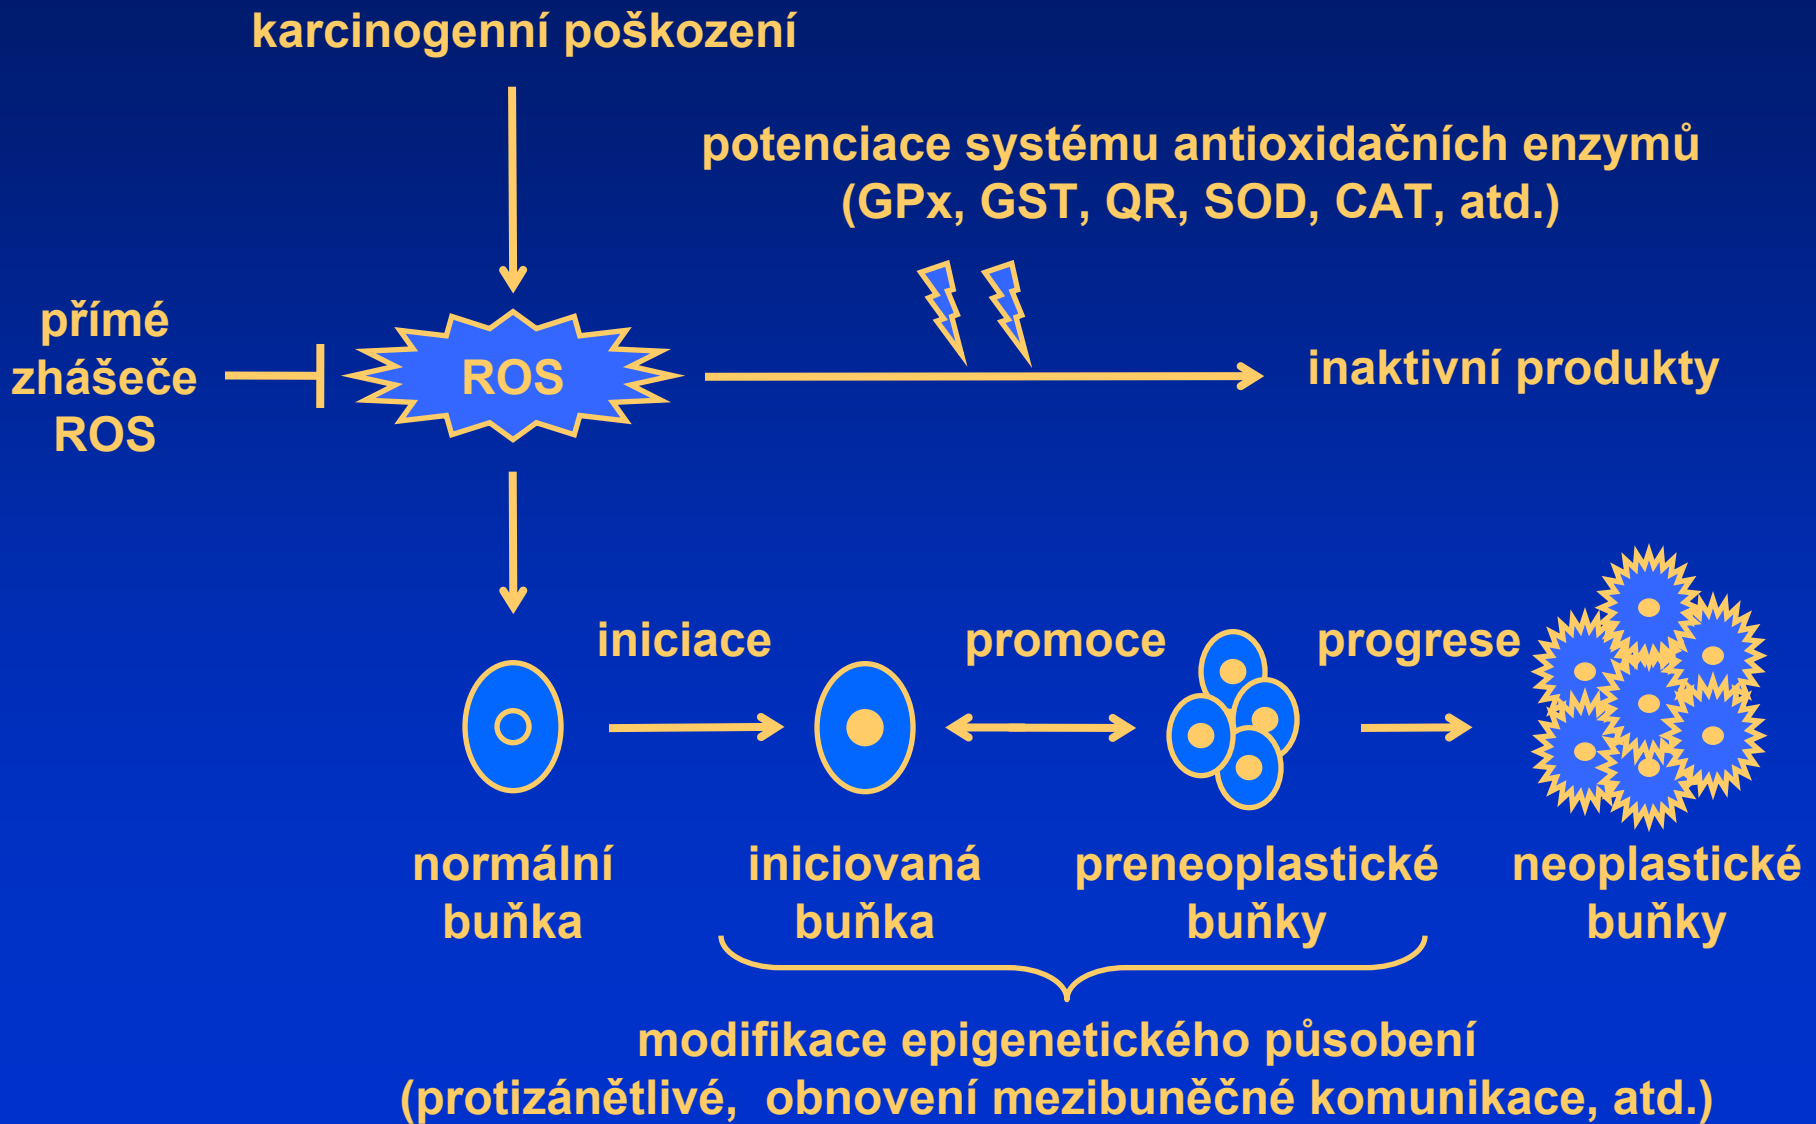 karcinogenní poškození
potenciace systému antioxidačních enzymů
(GPx, GST, QR, SOD, CAT, atd.)
přímé
zhášeče
ROS
ROS
inaktivní produkty
iniciace
promoce
progrese
normální
buňka
iniciovaná
buňka
preneoplastické
buňky
neoplastické
buňky
modifikace epigenetického působení
(protizánětlivé, obnovení mezibuněčné komunikace, atd.)